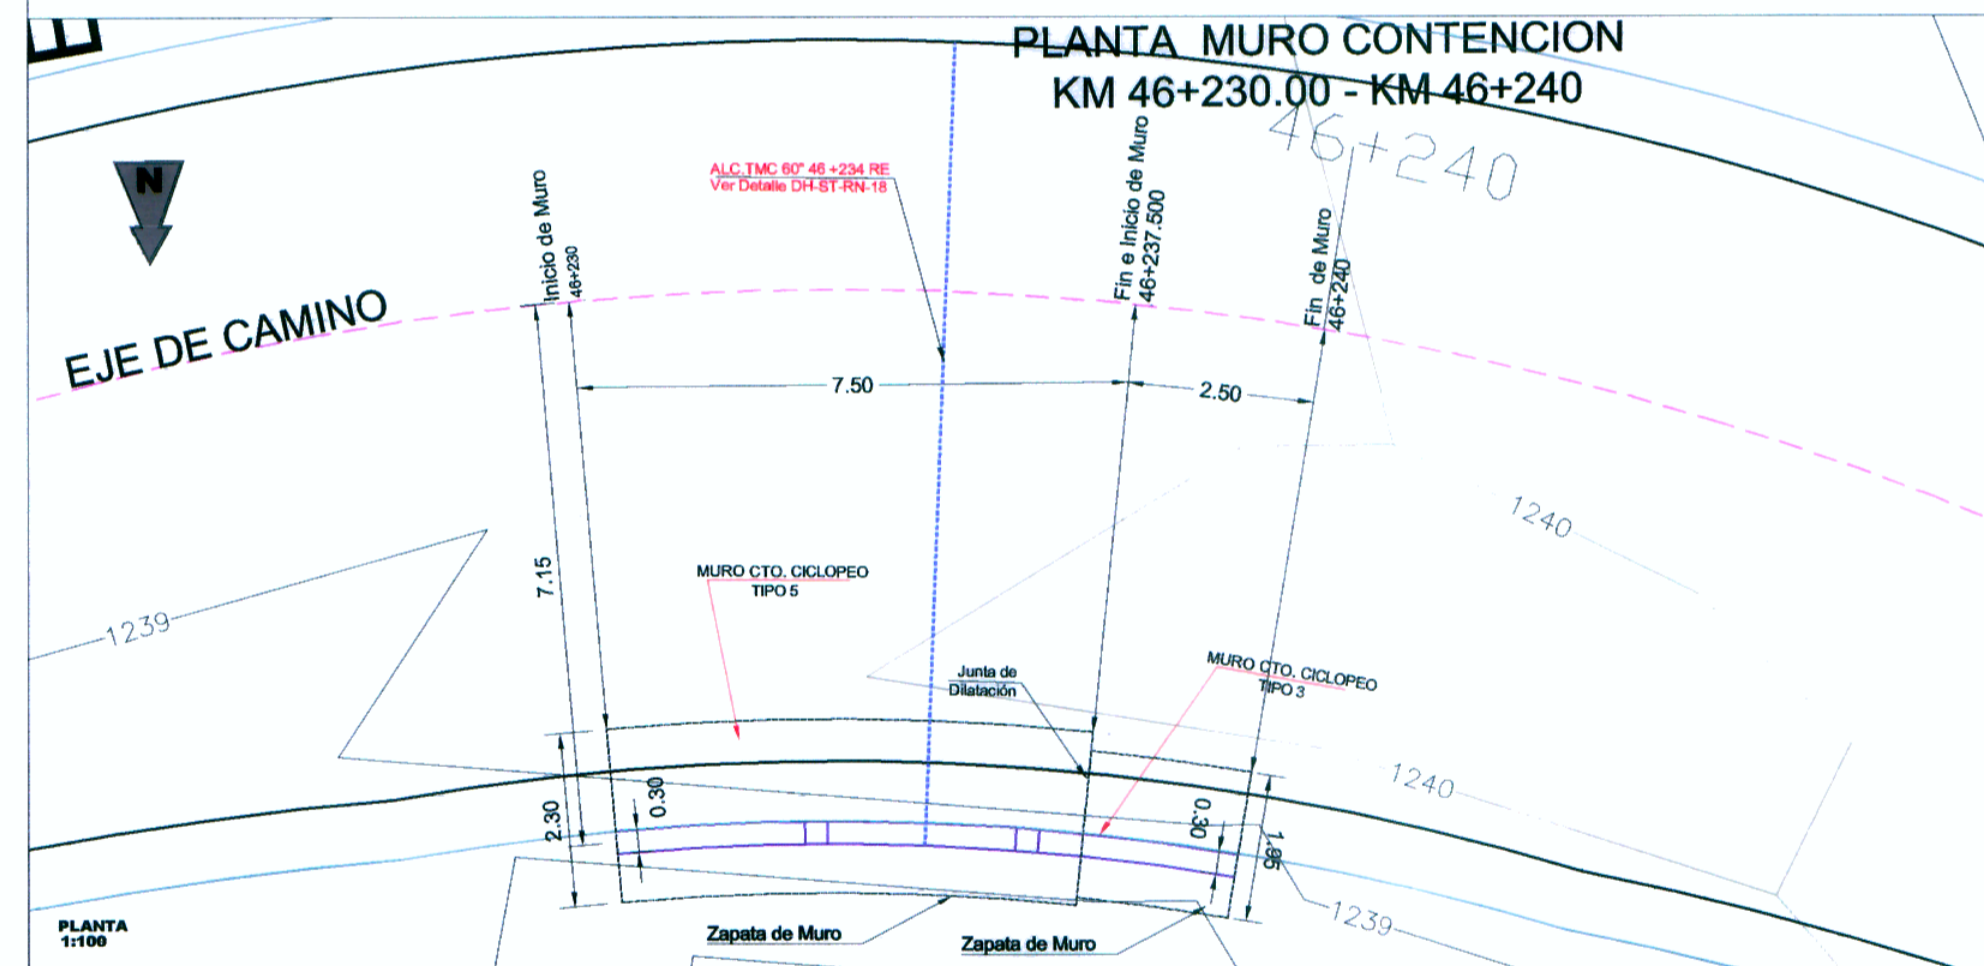 PLANTA MURO CONTENCION
KM 46+230.00 - KM 46+240
46+240
N
EJE DE CAMINO
Inicio de Muro
46+230
ALC.TMC 60" 46 +234 RE
Ver Detalle DH-ST-RN-18
Fin e Inicio de Muro
46+237.500
Fin de Muro
46+240
7.50
2.50
7.15
1240
1239
MURO CTO. CICLOPEO
TIPO 5
Junta de
Dilatación
MURO CTO. CICLOPEO
TIPO 3
1240
2.30
0.30
0.30
1.95
1239
Zapata de Muro
Zapata de Muro
PLANTA
1:100